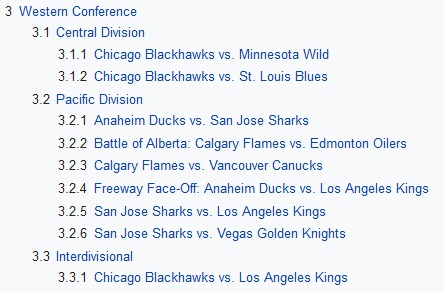 3 Western Conference
3.1 Central Division
3.1.1 Chicago Blackhawks vs. Minnesota Wild
3.1.2 Chicago Blackhawks vs. St. Louis Blues
3.2 Pacific Division
3.2.1 Anaheim Ducks vs. San Jose Sharks
3.2.2 Battle of Alberta: Calgary Flames vs. Edmonton Oilers
3.2.3 Calgary Flames vs. Vancouver Canucks
3.2.4 Freeway Face-Off: Anaheim Ducks vs. Los Angeles Kings
3.2.5 San Jose Sharks vs. Los Angeles Kings
3.2.6 San Jose Sharks vs. Vegas Golden Knights
3.3 Interdivisional
3.3.1 Chicago Blackhawks vs. Los Angeles Kings